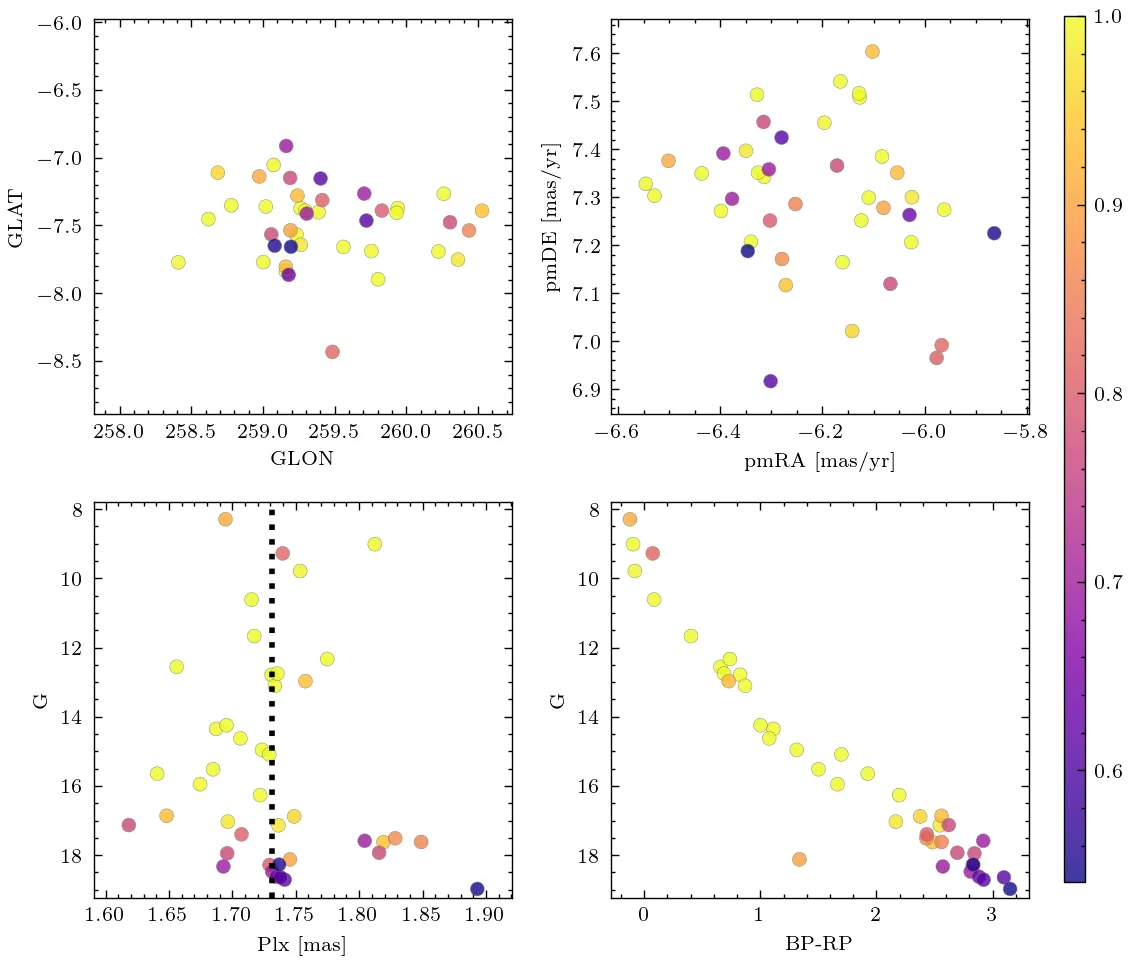 −6.0
−6.5
−7.0
−7.5
−8.0
−8.5
GLAT
258.0 258.5 259.0 259.5 260.0 260.5
GLON
7.6
7.5
7.4
7.3
7.2
7.1
7.0
6.9
pmDE [mas/yr]
−6.6 −6.4 −6.2 −6.0 −5.8
pmRA [mas/yr]
1.0
0.9
0.8
0.7
0.6
8
10
12
14
16
18
G
1.60 1.65 1.70 1.75 1.80 1.85 1.90
Plx [mas]
8
10
12
14
16
18
G
0 1 2 3
BP-RP